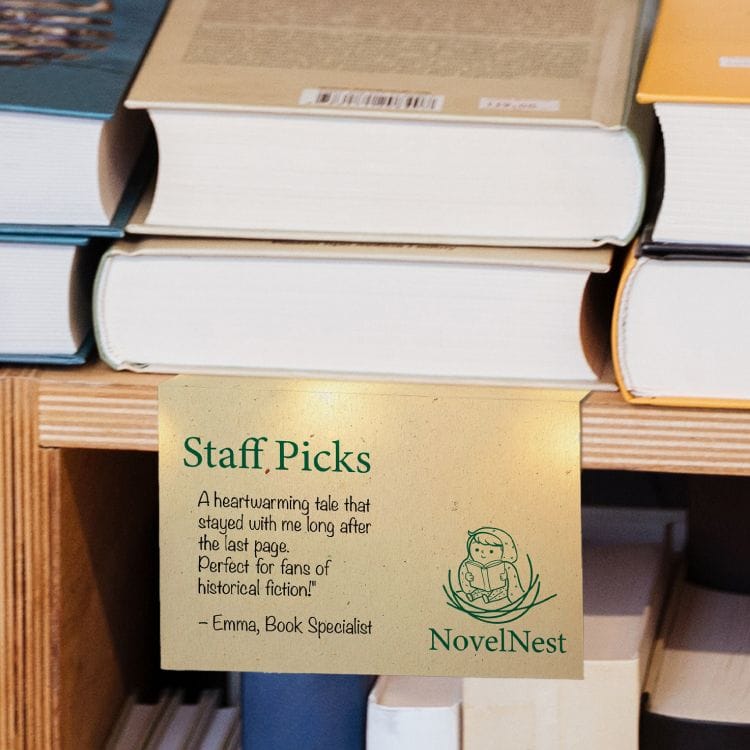 Staff Picks
A heartwarming tale that
stayed with me long after
the last page.
Perfect for fans of
historical fiction!"
– Emma, Book Specialist
NovelNest